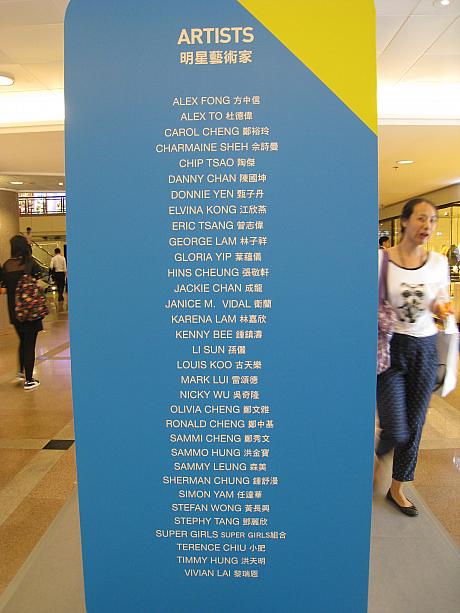 ARTISTS
明星藝術家
ALEX FONG 方中信
ALEX TO 杜德偉
CAROL CHENG 鄭裕玲
CHARMAINE SHEH 佘詩曼
CHIP TSAO 陶傑
DANNY CHAN 陳國坤
DONNIE YEN 甄子丹
ELVINA KONG 江欣燕
ERIC TSANG 曾志偉
GEORGE LAM 林子祥
GLORIA YIP 葉蘊儀
HINS CHEUNG 張敬軒
JACKIE CHAN 成龍
JANICE M. VIDAL 衛蘭
KARENA LAM 林嘉欣
KENNY BEE 鍾鎮濤
LI SUN 孫儷
LOUIS KOO 古天樂
MARK LUI 雷頌德
NICKY WU 吳奇隆
OLIVIA CHENG 鄭文雅
RONALD CHENG 鄭中基
SAMMI CHENG 鄭秀文
SAMMO HUNG 洪金寶
SAMMY LEUNG 森美
SHERMAN CHUNG 鍾舒漫
SIMON YAM 任達華
STEFAN WONG 黃長興
STEPHY TANG 鄧麗欣
SUPER GIRLS SUPER GIRLS組合
TERENCE CHIU 小肥
TIMMY HUNG 洪天明
VIVIAN LAI 黎瑞恩